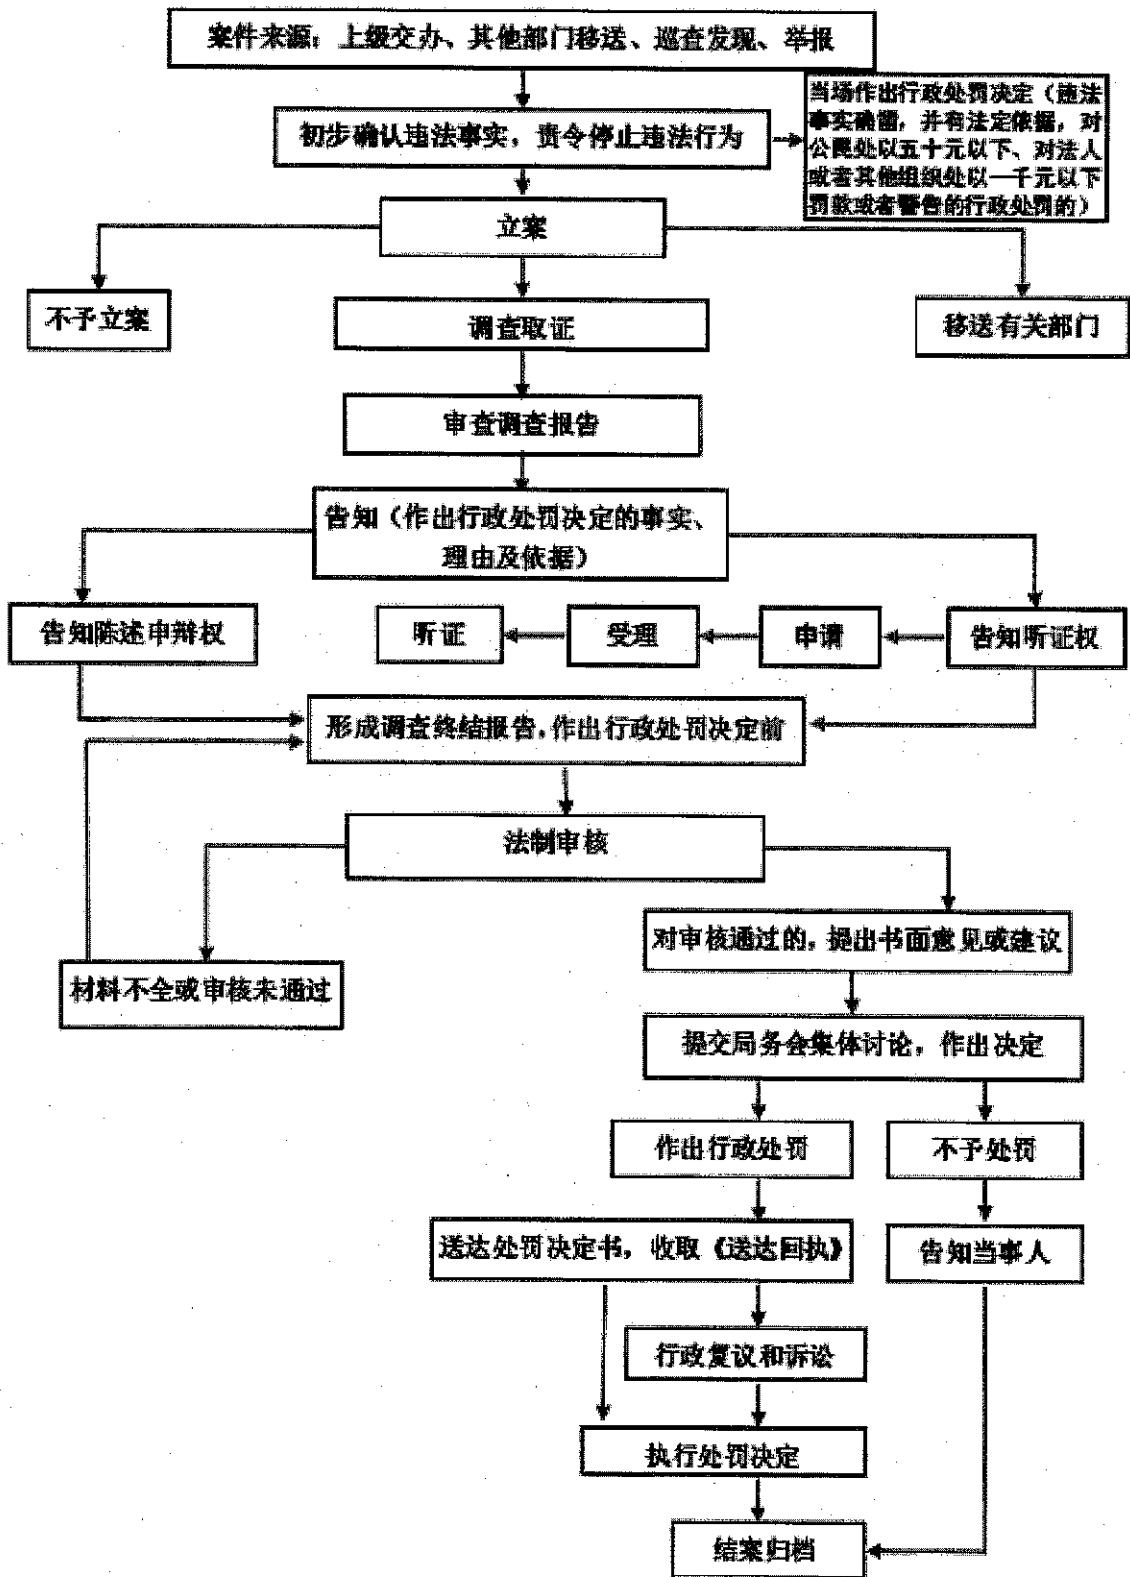 案件来源：上级交办、其他部门移送、巡查发现、举报
当场作出行政处罚决定（违法
事实确凿，并有法定依据，对
公民处以五十元以下、对法人
或者其他组织处以一千元以下
罚款或者警告的行政处罚的）
初步确认违法事实，责令停止违法行为
立案
不予立案
调查取证
移送有关部门
审查调查报告
告知（作出行政处罚决定的事实、
理由及依据）
告知陈述申辩权
听证
受理
申请
告知听证权
形成调查终结报告，作出行政处罚决定前
法制审核
对审核通过的，提出书面意见或建议
材料不全或审核未通过
提交局务会集体讨论，作出决定
作出行政处罚
不予处罚
送达处罚决定书，收取《送达回执》
告知当事人
行政复议和诉讼
执行处罚决定
结案归档